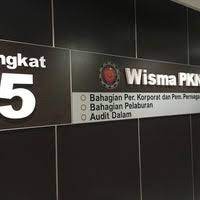 ngkat
5
Wisma PKN
Bahagian Per. Korporat dan Pem. Perniaga
Bahagian Pelaburan
Audit Dalam